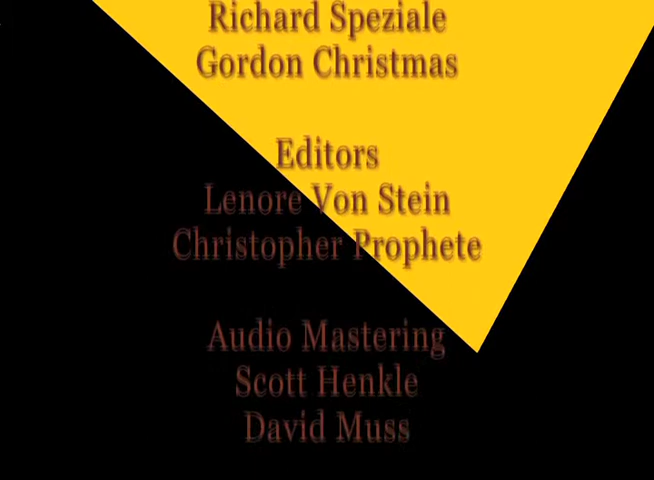 Richard Speziale
Gordon Christmas
Editors
Lenore Von Stein
Christopher Prophete
Audio Mastering
Scott Henkle
David Muss